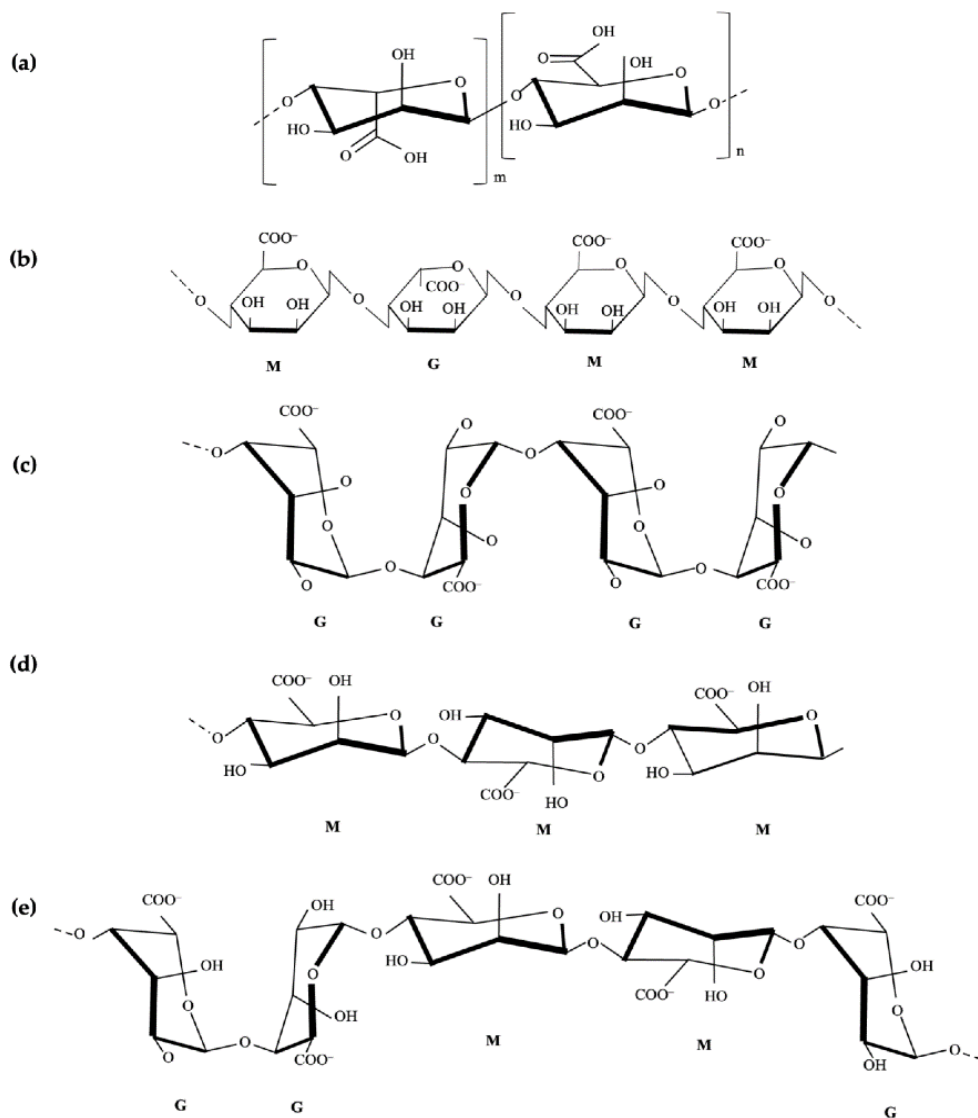 (a)
OH
OH O OH
O O
O O O
HO HO
O OH n
m
(b)
COO⁻ COO⁻ COO⁻
O O O O
COO⁻
O OH OH O OH OH O OH OH O OH OH O
M G M M
(c)
COO⁻ O COO⁻ O
O O
O O O O
O O O O
O O COO⁻ O O COO⁻
G G G G
(d)
COO⁻ OH COO⁻ OH
O OH O
O O O
HO O HO
COO⁻ HO
M M M
(e)
COO⁻ OH
COO⁻ OH COO⁻
O OH
O O O
HO O
OH O O OH
O OH COO⁻ HO O
M M
O O COO⁻ OH O
G G G